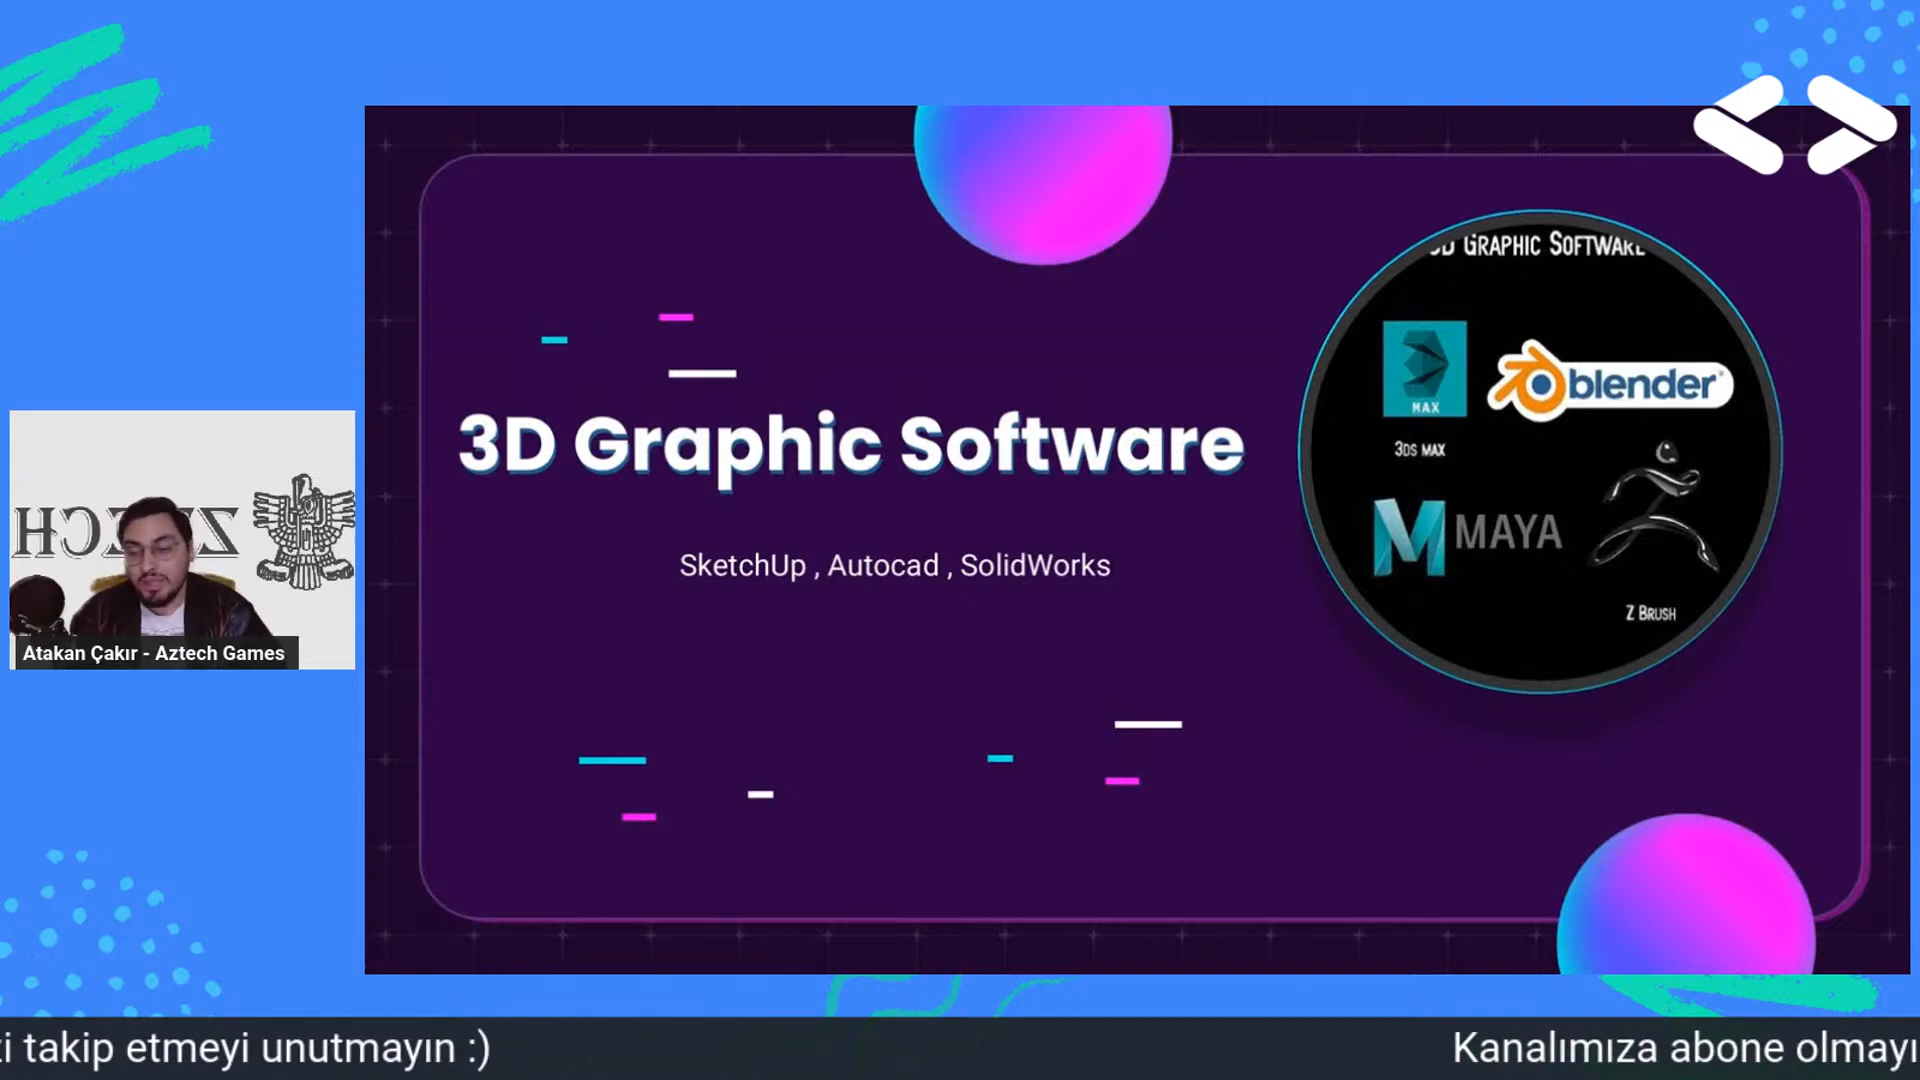 3D GRAPHIC SOFTWARE
MAX
blender
3DS MAX
3D Graphic Software
MAYA
SketchUp , Autocad , SolidWorks
Z BRUSH
Atakan Çakır - Aztech Games
takip etmeyi unutmayın :)
Kanalımıza abone